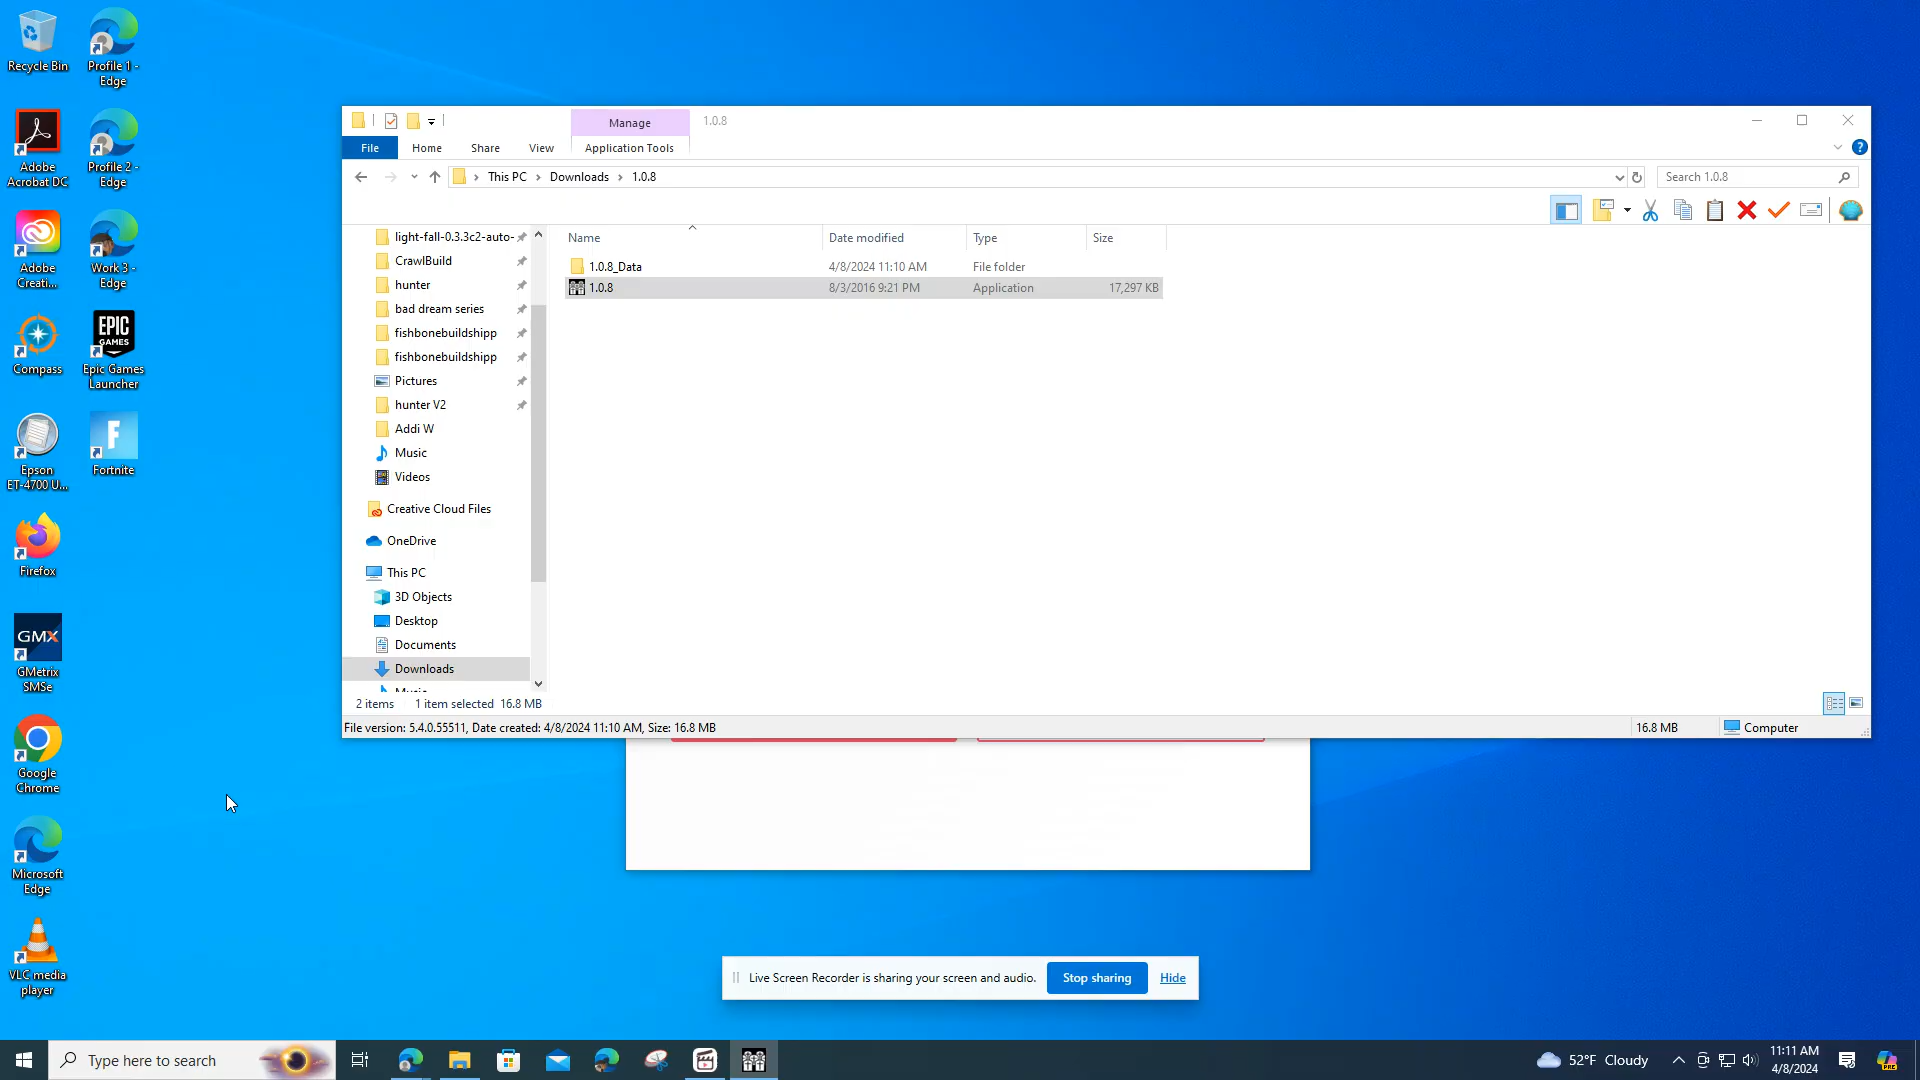 Recycle Bin
Profile 1 -
Edge
Adobe
Acrobat DC
Profile 2 -
Edge
Adobe
Creati...
Work 3 -
Edge
Compass
EPIC
GAMES
Epic Games
Launcher
Epson
ET-4700 U...
F
Fortnite
Firefox
GMX
GMetrix
SMSe
Google
Chrome
Microsoft
Edge
VLC media
player
Manage
1.0.8
File
Home
Share
View
Application Tools
This PC
Downloads
1.0.8
Search 1.0.8
light-fall-0.3.3c2-auto-
CrawlBuild
hunter
bad dream series
fishbonebuildshipp
fishbonebuildshipp
Pictures
hunter V2
Addi W
Music
Videos
Creative Cloud Files
OneDrive
This PC
3D Objects
Desktop
Documents
Downloads
Music
Name Date modified Type Size
1.0.8_Data 4/8/2024 11:10 AM File folder
1.0.8 8/3/2016 9:21 PM Application 17,297 KB
2 items 1 item selected 16.8 MB
File version: 5.4.0.55511, Date created: 4/8/2024 11:10 AM, Size: 16.8 MB
16.8 MB
Computer
Live Screen Recorder is sharing your screen and audio.
Stop sharing
Hide
Type here to search
52°F Cloudy
11:11 AM
4/8/2024
PRE